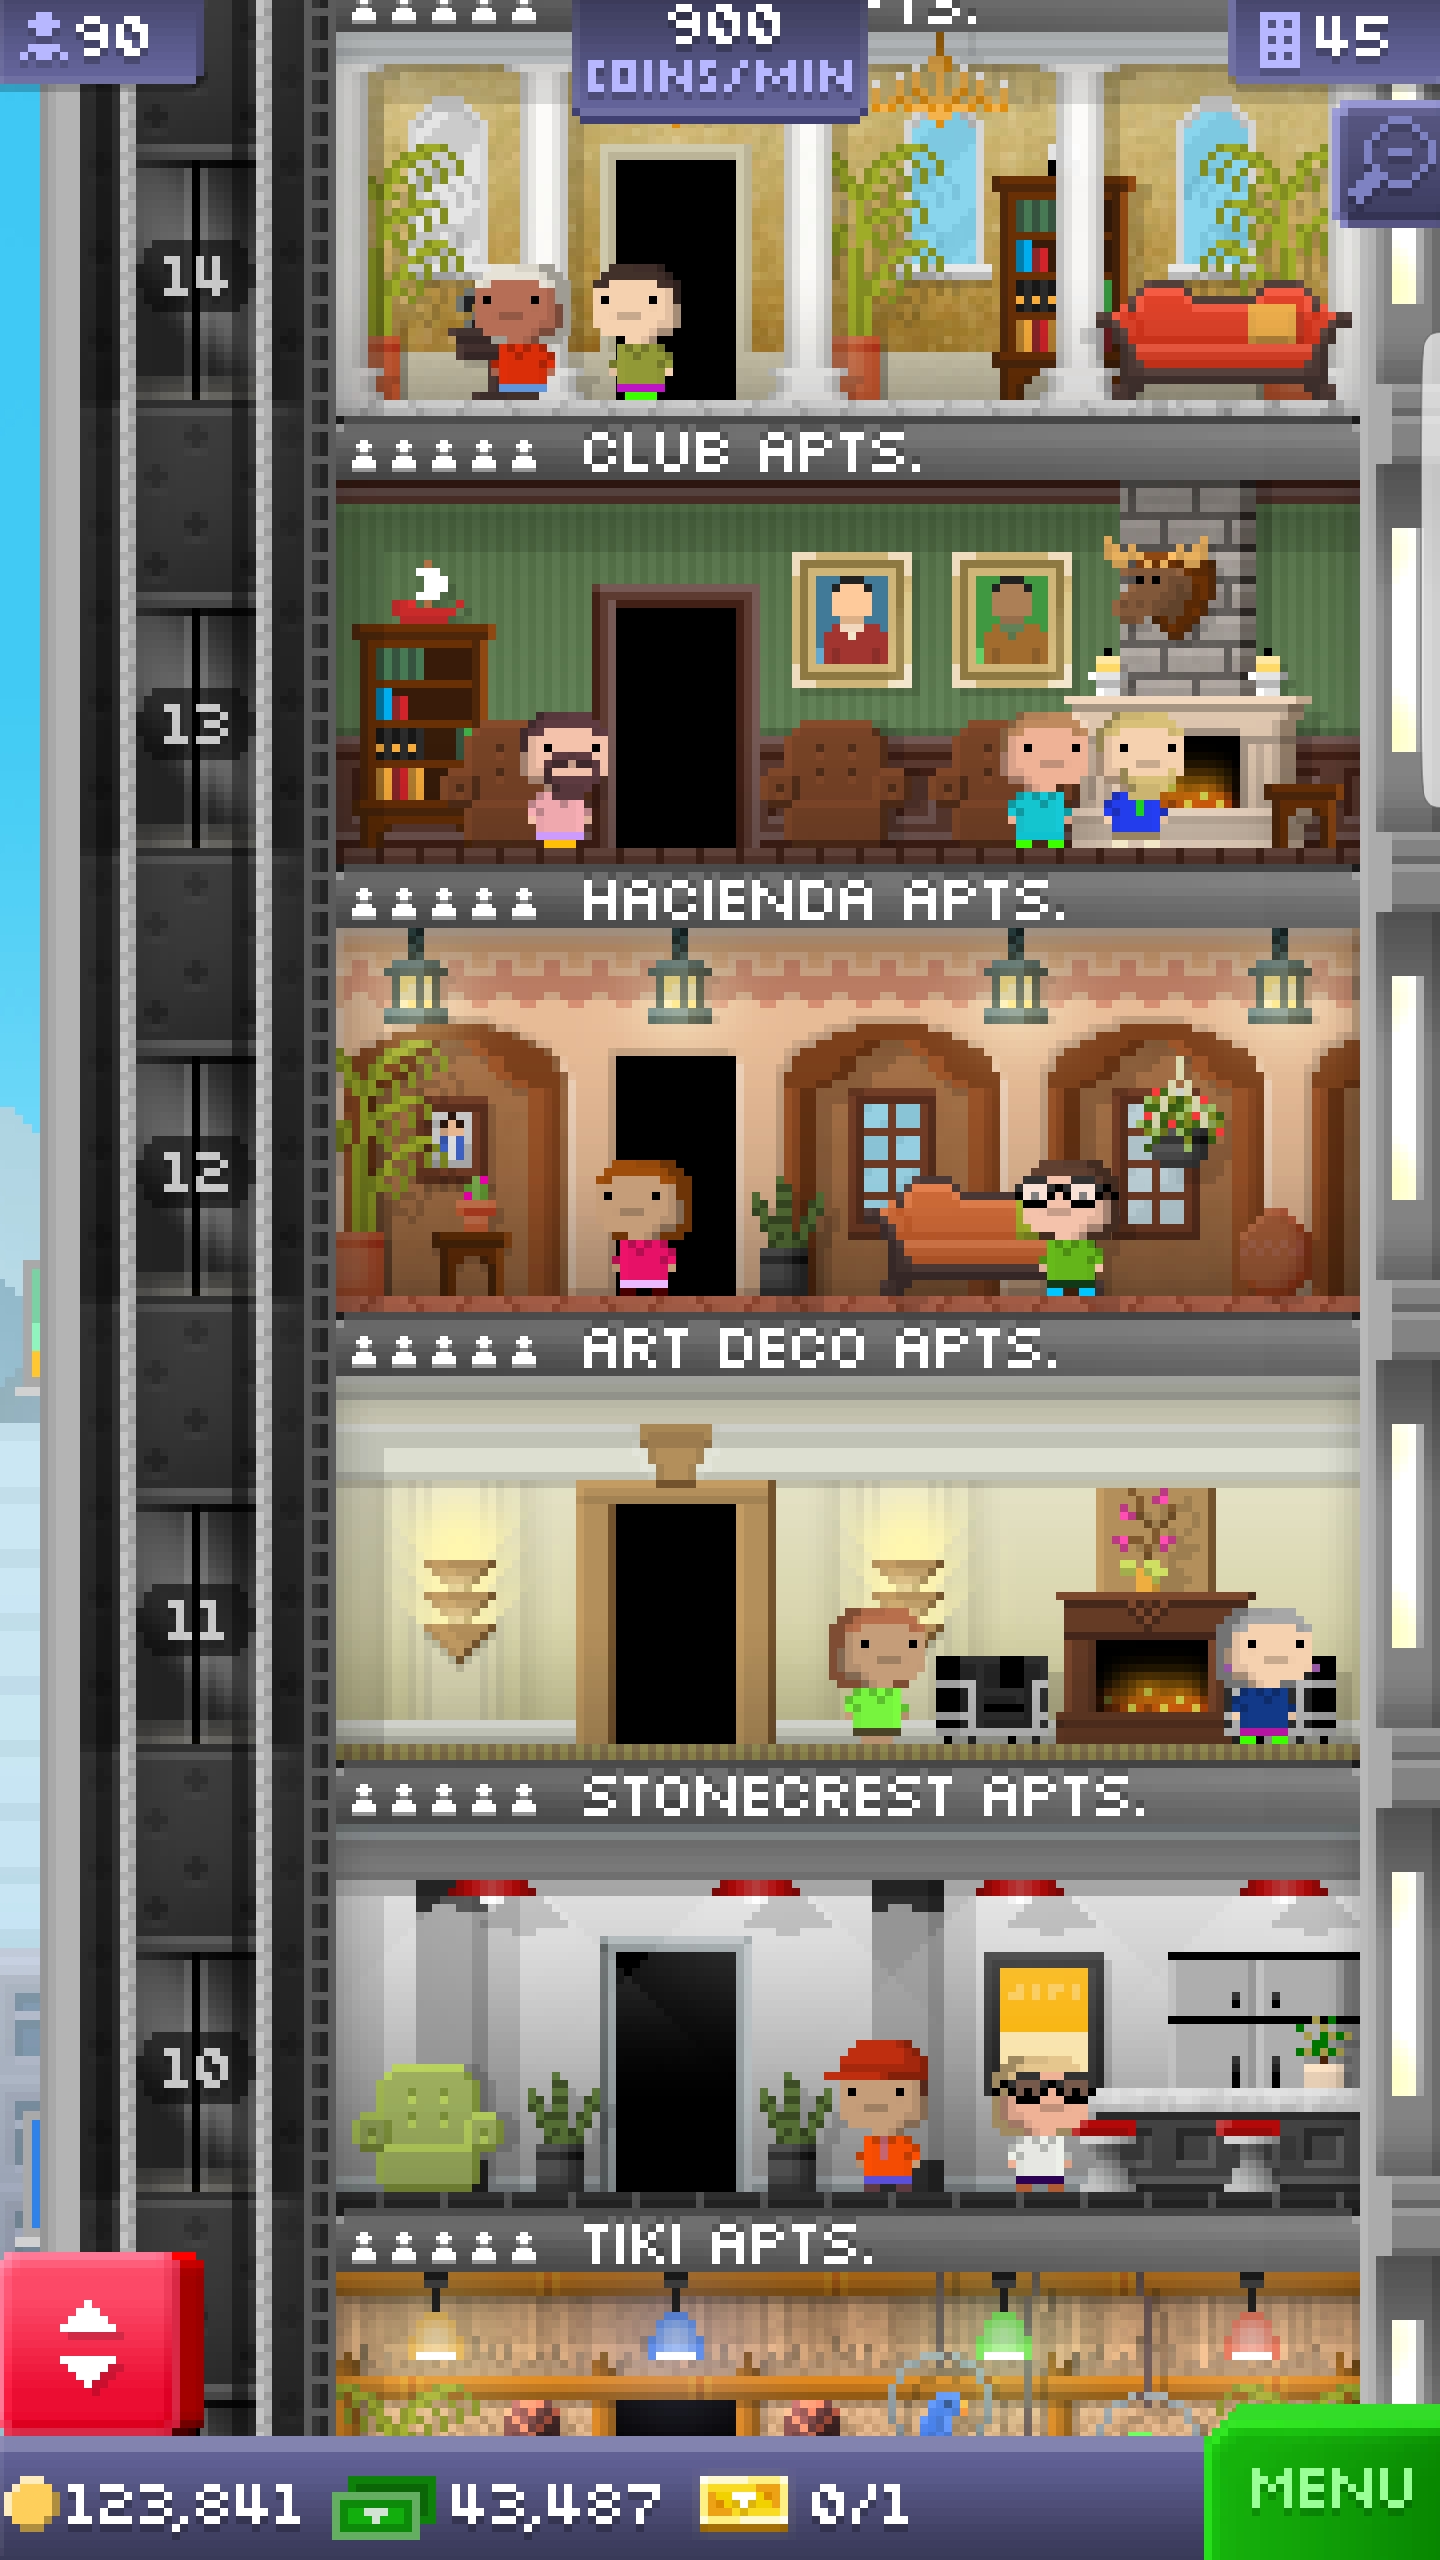 90
900
COINS/MIN
TS.
45
14
CLUB APTS.
13
HACIENDA APTS.
12
ART DECO APTS.
11
STONECREST APTS.
10
TIKI APTS.
123,841
43,487
0/1
MENU